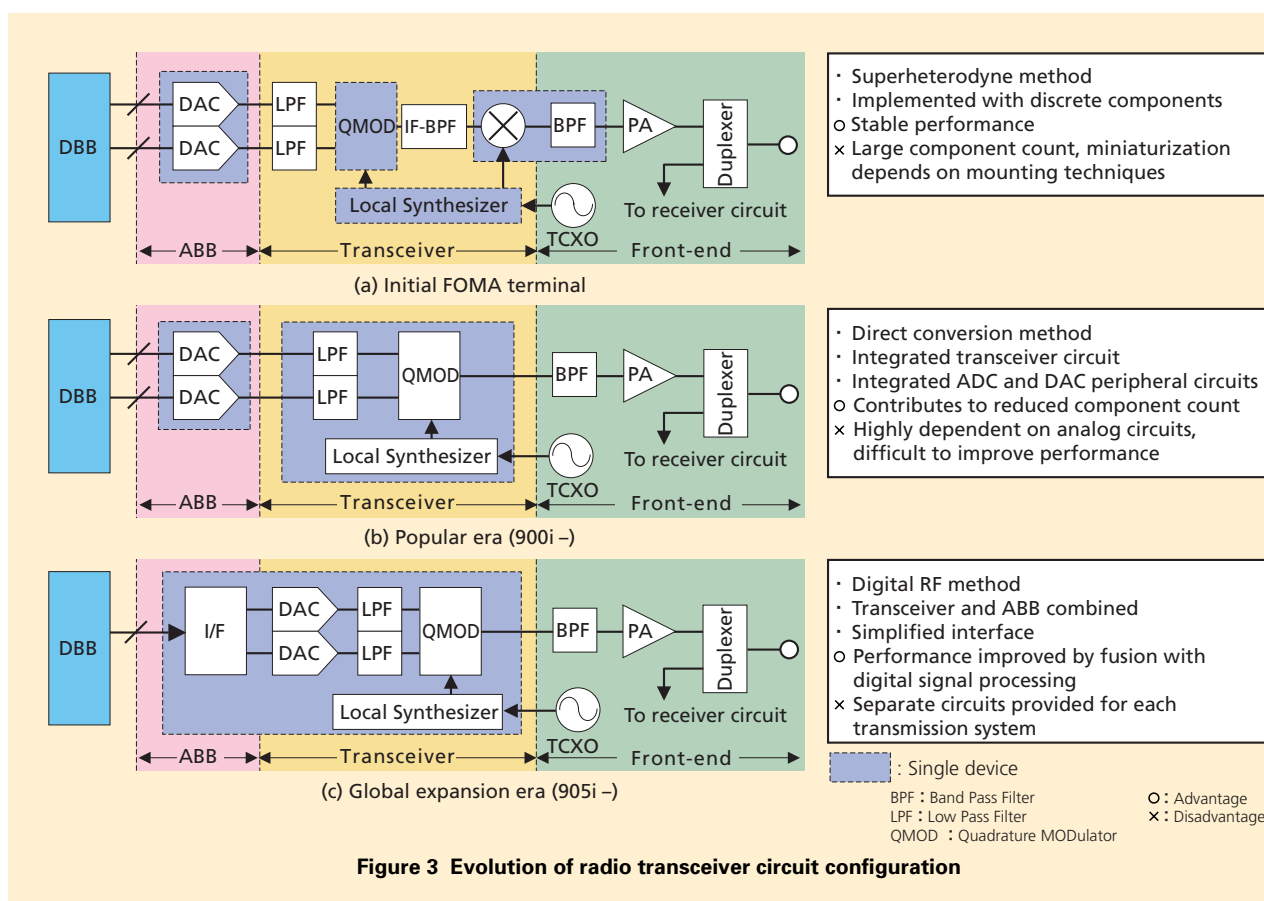 DBB
DAC
DAC
LPF
LPF
QMOD
IF-BPF
BPF
PA
Duplexer
Local Synthesizer
TCXO
To receiver circuit
ABB
Transceiver
Front-end
(a) Initial FOMA terminal
· Superheterodyne method
· Implemented with discrete components
○ Stable performance
× Large component count, miniaturization
depends on mounting techniques
DBB
DAC
DAC
LPF
LPF
QMOD
BPF
PA
Duplexer
Local Synthesizer
TCXO
To receiver circuit
ABB
Transceiver
Front-end
(b) Popular era (900i –)
· Direct conversion method
· Integrated transceiver circuit
· Integrated ADC and DAC peripheral circuits
○ Contributes to reduced component count
× Highly dependent on analog circuits,
difficult to improve performance
DBB
I/F
DAC
DAC
LPF
LPF
QMOD
BPF
PA
Duplexer
Local Synthesizer
TCXO
To receiver circuit
ABB
Transceiver
Front-end
(c) Global expansion era (905i –)
· Digital RF method
· Transceiver and ABB combined
· Simplified interface
○ Performance improved by fusion with
digital signal processing
× Separate circuits provided for each
transmission system
: Single device
BPF : Band Pass Filter
LPF : Low Pass Filter
QMOD : Quadrature MODulator
○ : Advantage
× : Disadvantage
Figure 3 Evolution of radio transceiver circuit configuration